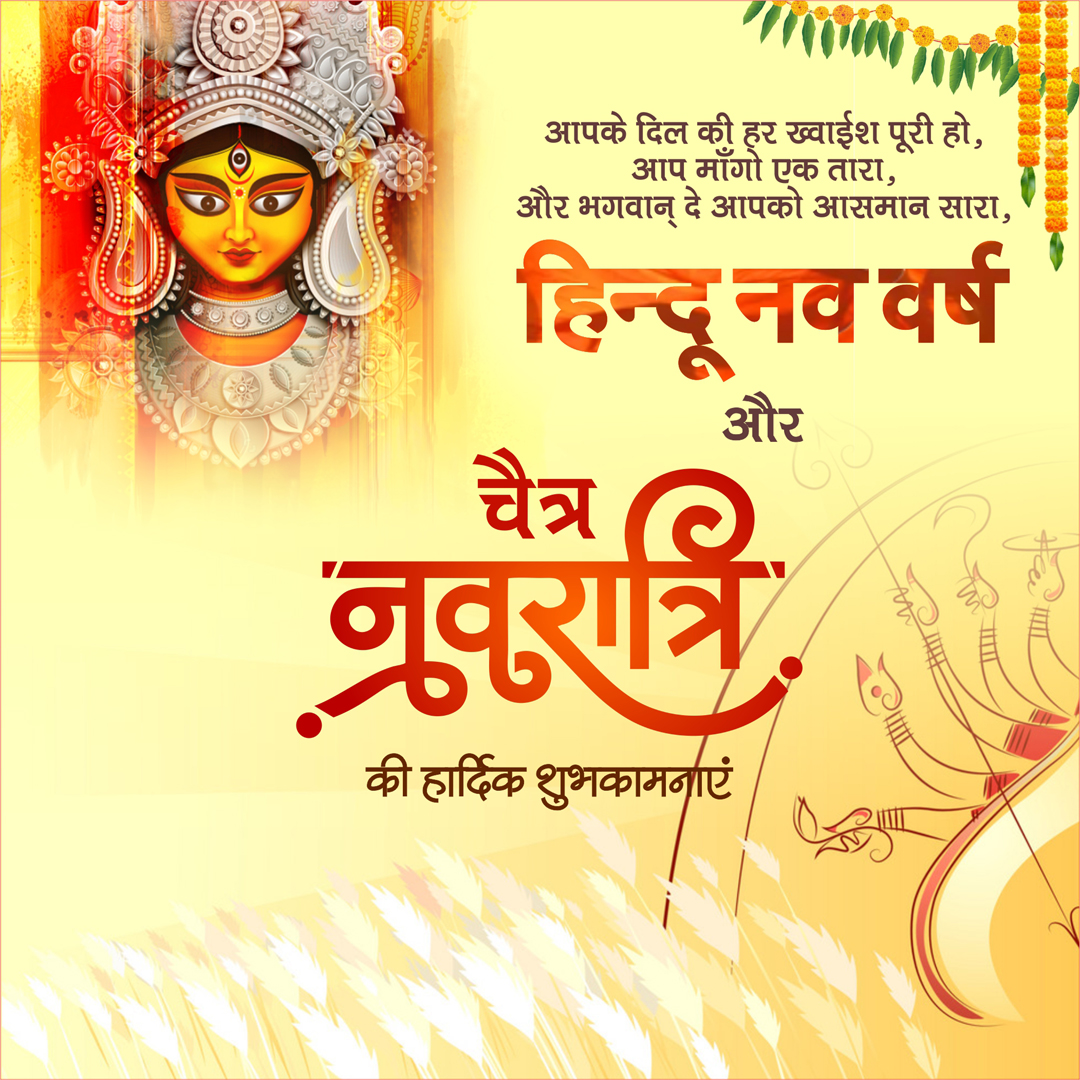 आपके दिल की हर ख्वाईश पूरी हो,
आप माँगो एक तारा,
और भगवान् दे आपको आसमान सारा,
हिन्दू नव वर्ष
और
चैत्र
नवरात्रि
की हार्दिक शुभकामनाएं